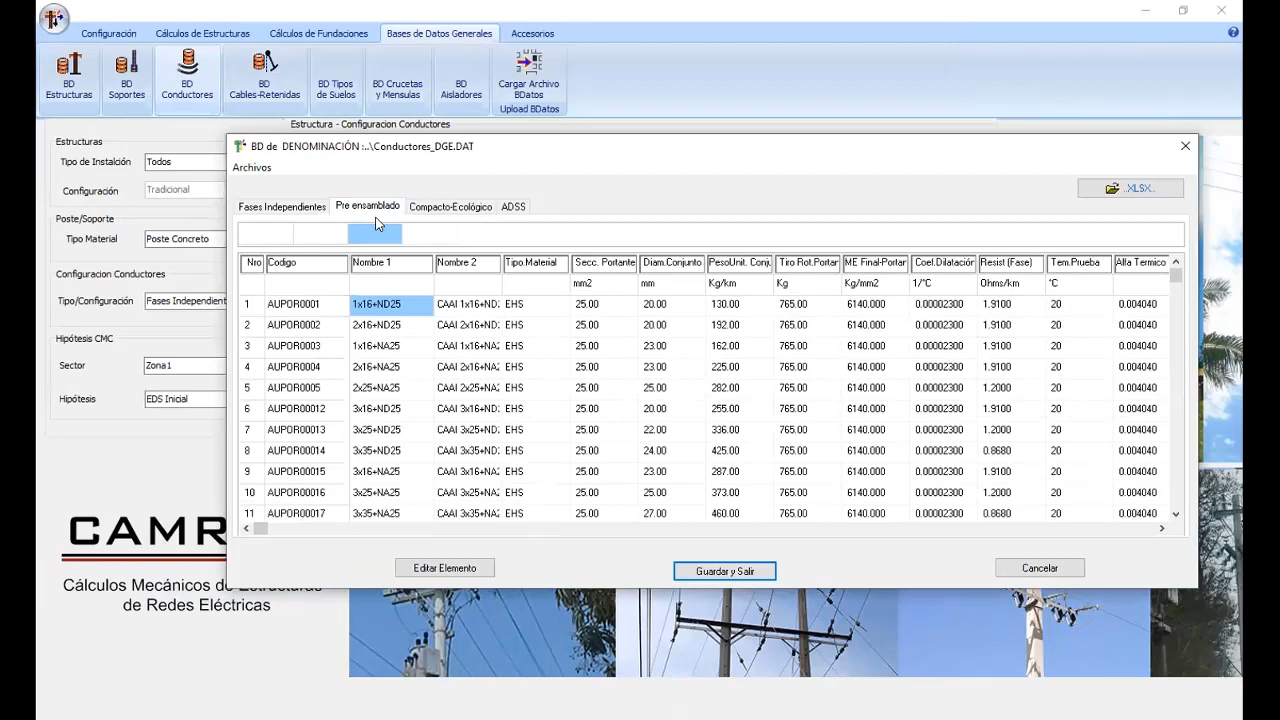 Configuración Cálculos de Estructuras Cálculos de Fundaciones Bases de Datos Generales Accesorios
BD Estructuras BD Soportes BD Conductores BD Cables-Retenidas BD Tipos de Suelos BD Crucetas y Mensulas BD Aisladores Cargar Archivo BDatos
Upload BDatos
Estructura - Configuracion Conductores
Estructuras
Tipo de Instalción Todos
Configuración Tradicional
Poste/Soporte
Tipo Material Poste Concreto
Configuracion Conductores
Tipo/Configuración Fases Independient
Hipótesis CMC
Sector Zona1
Hipótesis EDS Inicial
BD de DENOMINACIÓN :..\Conductores_DGE.DAT
Archivos
..XLSX..
Fases Independientes Pre ensamblado Compacto-Ecológico ADSS
Nro Codigo Nombre 1 Nombre 2 Tipo.Material Secc. Portante Diam.Conjunto PesoUnit. Conj. Tiro Rot.Portar ME Final-Portar Coef.Dilatación Resist (Fase) Tem.Prueba Alfa Termico
mm2 mm Kg/km Kg Kg/mm2 1/°C Ohms/km °C
1 AUPOR0001 1x16+ND25 CAAI 1x16+ND: EHS 25.00 20.00 130.00 765.00 6140.000 0.00002300 1.9100 20 0.004040
2 AUPOR0002 2x16+ND25 CAAI 2x16+ND: EHS 25.00 20.00 192.00 765.00 6140.000 0.00002300 1.9100 20 0.004040
3 AUPOR0003 1x16+NA25 CAAI 1x16+NA: EHS 25.00 23.00 162.00 765.00 6140.000 0.00002300 1.9100 20 0.004040
4 AUPOR0004 2x16+NA25 CAAI 2x16+NA: EHS 25.00 23.00 225.00 765.00 6140.000 0.00002300 1.9100 20 0.004040
5 AUPOR0005 2x25+NA25 CAAI 2x25+NA2 EHS 25.00 25.00 282.00 765.00 6140.000 0.00002300 1.2000 20 0.004040
6 AUPOR00012 3x16+ND25 CAAI 3x16+ND: EHS 25.00 20.00 255.00 765.00 6140.000 0.00002300 1.9100 20 0.004040
7 AUPOR00013 3x25+ND25 CAAI 3x25+ND: EHS 25.00 22.00 336.00 765.00 6140.000 0.00002300 1.2000 20 0.004040
8 AUPOR00014 3x35+ND25 CAAI 3x35+ND: EHS 25.00 24.00 425.00 765.00 6140.000 0.00002300 0.8680 20 0.004040
9 AUPOR00015 3x16+NA25 CAAI 3x16+NA: EHS 25.00 23.00 287.00 765.00 6140.000 0.00002300 1.9100 20 0.004040
10 AUPOR00016 3x25+NA25 CAAI 3x25+NA: EHS 25.00 25.00 373.00 765.00 6140.000 0.00002300 1.2000 20 0.004040
11 AUPOR00017 3x35+NA25 CAAI 3x35+NA: EHS 25.00 27.00 460.00 765.00 6140.000 0.00002300 0.8680 20 0.004040
Editar Elemento Guardar y Salir Cancelar
CAMR
Cálculos Mecánicos de Estructuras
de Redes Eléctricas